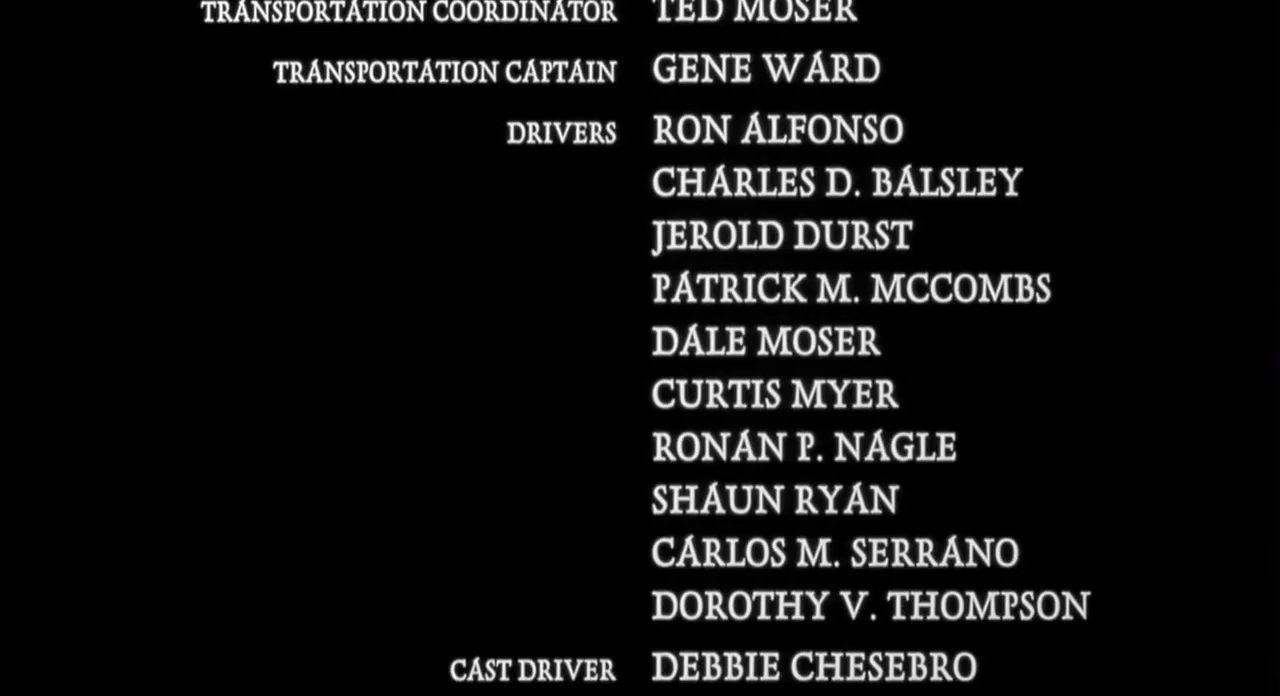 TRANSPORTATION COORDINATOR TED MOSER
TRANSPORTATION CAPTAIN GENE WARD
DRIVERS RON ALFONSO
CHARLES D. BALSLEY
JEROLD DURST
PATRICK M. MCCOMBS
DALE MOSER
CURTIS MYER
RONAN P. NAGLE
SHAUN RYAN
CARLOS M. SERRANO
DOROTHY V. THOMPSON
CAST DRIVER DEBBIE CHESEBRO